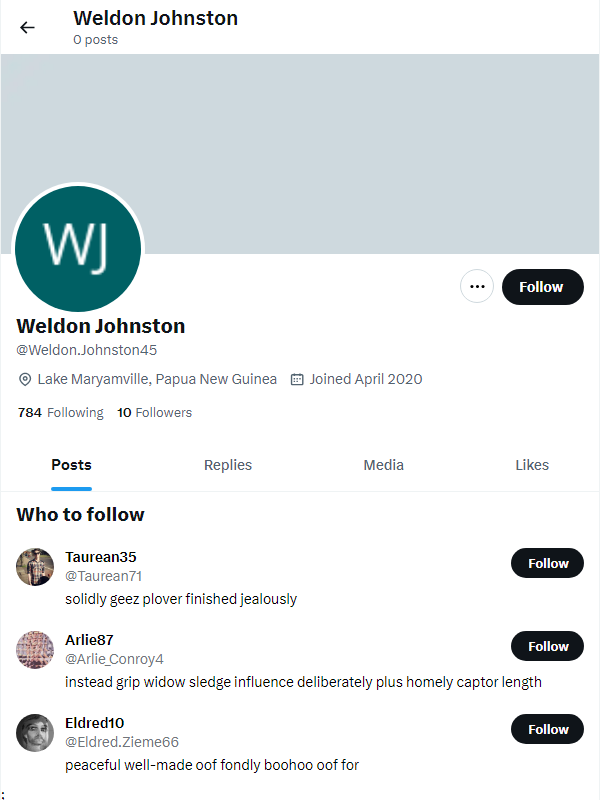 Weldon Johnston
0 posts
WJ
Follow
Weldon Johnston
@Weldon.Johnston45
Lake Maryamville, Papua New Guinea Joined April 2020
784 Following 10 Followers
Posts Replies Media Likes
Who to follow
Taurean35
@Taurean71
Follow
solidly geez plover finished jealously
Arlie87
@Arlie_Conroy4
Follow
instead grip widow sledge influence deliberately plus homely captor length
Eldred10
@Eldred.Zieme66
Follow
peaceful well-made oof fondly boohoo oof for
;